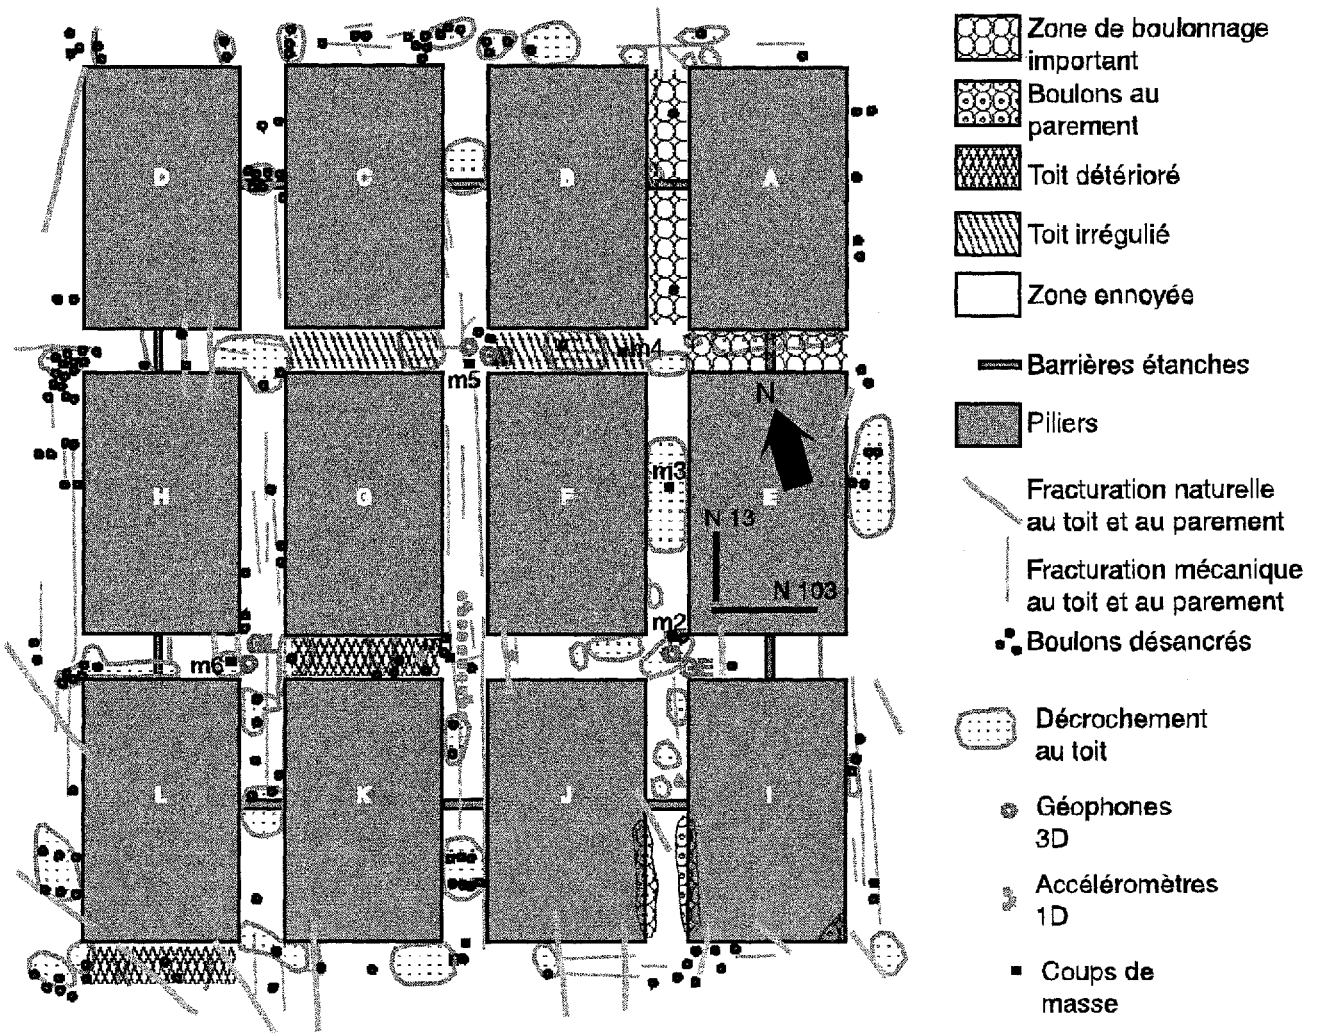 Zone de boulonnage
important
Boulons au
parement
Toit détérioré
Toit irrégulié
Zone ennoyée
Barrières étanches
Piliers
Fracturation naturelle
au toit et au parement
Fracturation mécanique
au toit et au parement
Boulons désancrés
Décrochement
au toit
Géophones
3D
Accéléromètres
1D
Coups de
masse
D
C
A
m4
m5
N
m3
H
G
F
E
N 13
N 103
m2
m6
L
K
J
I